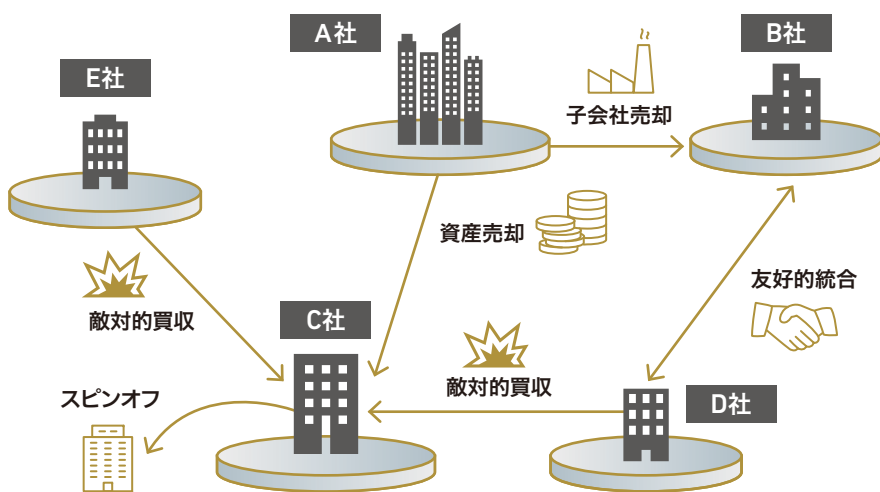 A社
B社
E社
子会社売却
資産売却
友好的統合
敵対的買収
C社
敵対的買収
スピンオフ
D社